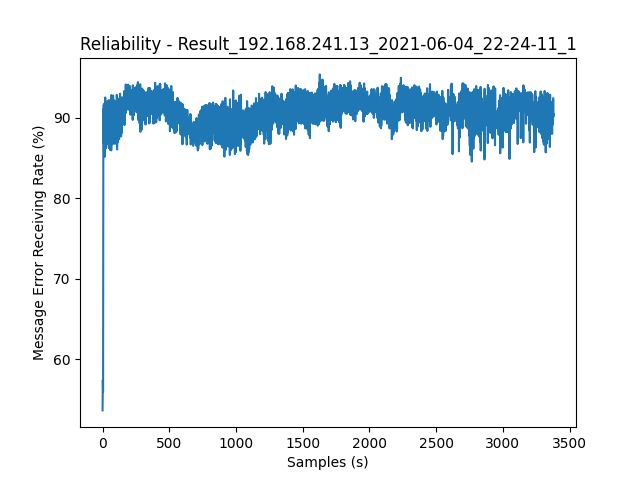 Reliability - Result_192.168.241.13_2021-06-04_22-24-11_1
Message Error Receiving Rate (%)
90
80
70
60
0 500 1000 1500 2000 2500 3000 3500
Samples (s)